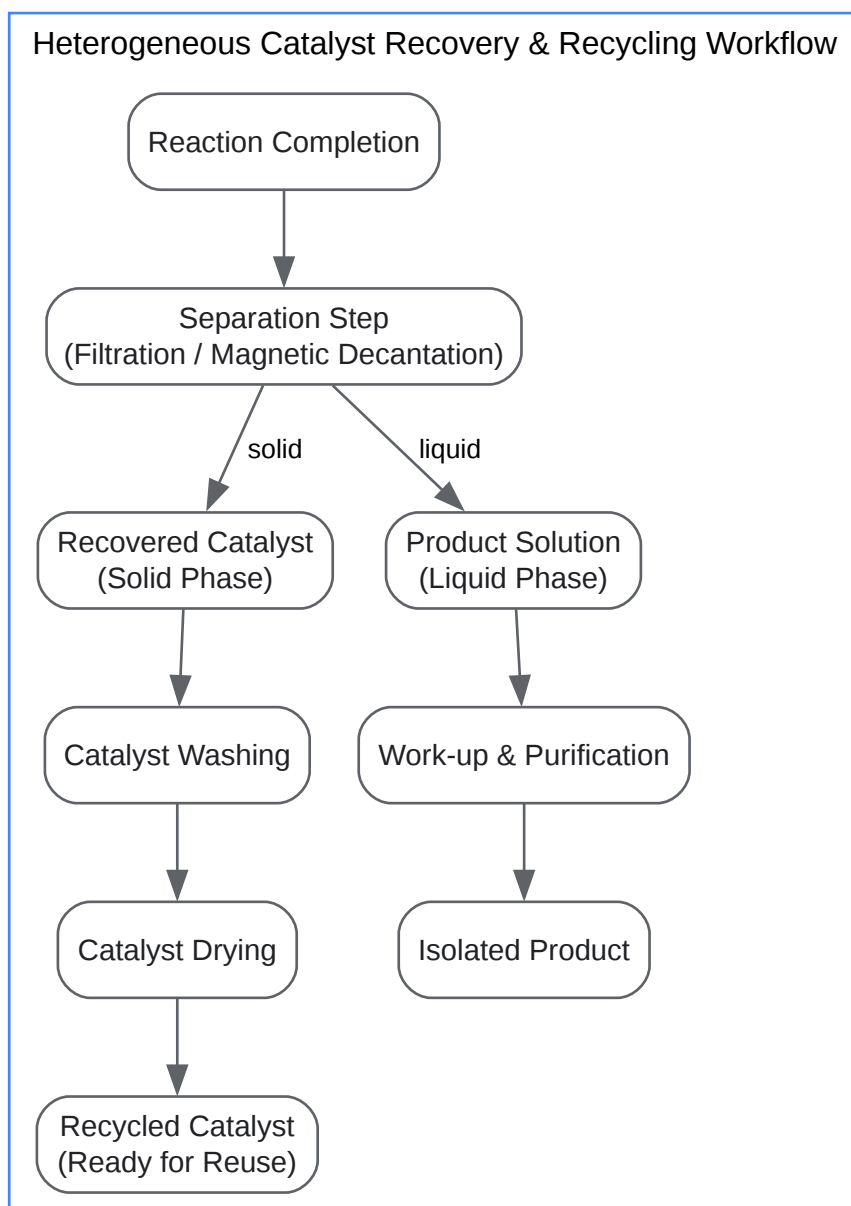 Heterogeneous Catalyst Recovery & Recycling Workflow
Reaction Completion
Separation Step
(Filtration / Magnetic Decantation)
solid
liquid
Recovered Catalyst
(Solid Phase)
Product Solution
(Liquid Phase)
Catalyst Washing
Work-up & Purification
Catalyst Drying
Isolated Product
Recycled Catalyst
(Ready for Reuse)